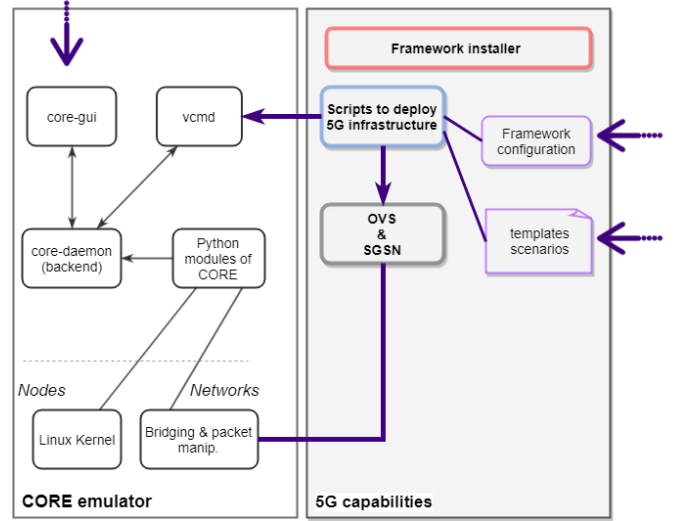 Framework installer
core-gui
vcmd
Scripts to deploy
5G infrastructure
Framework
configuration
core-daemon
(backend)
Python
modules of
CORE
OVS
&
SGSN
templates
scenarios
Nodes
Networks
Linux Kernel
Bridging & packet
manip.
CORE emulator
5G capabilities